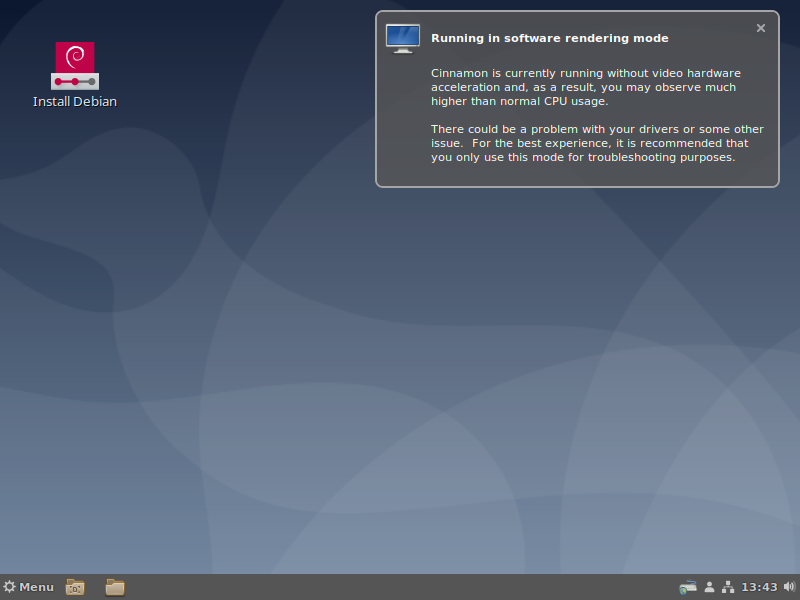 Running in software rendering mode
Cinnamon is currently running without video hardware
acceleration and, as a result, you may observe much
higher than normal CPU usage.
There could be a problem with your drivers or some other
issue.  For the best experience, it is recommended that
you only use this mode for troubleshooting purposes.
Install Debian
Menu
13:43